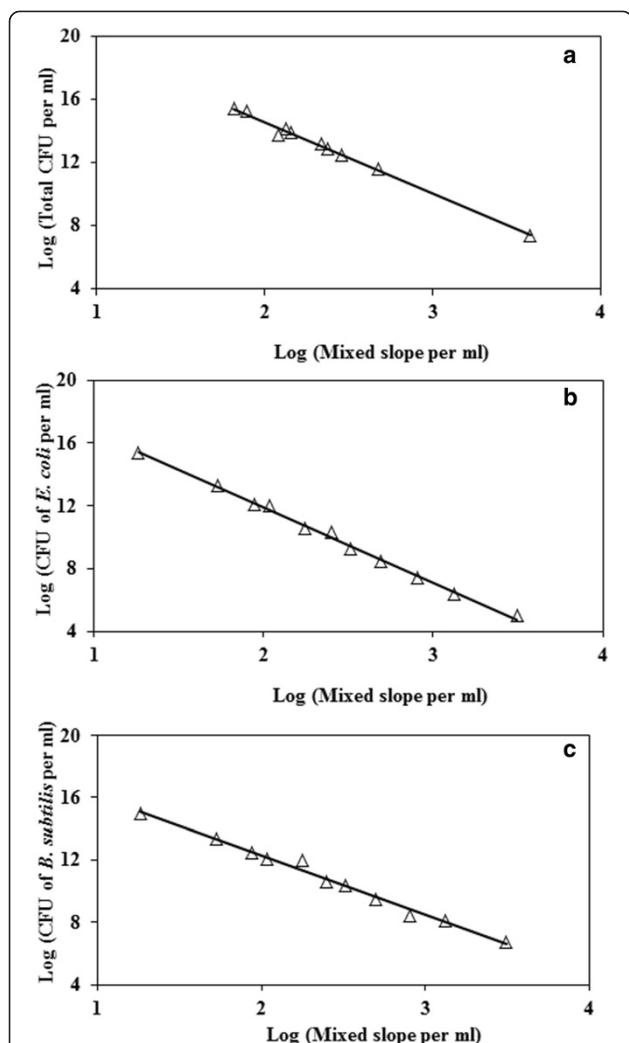 a
Log (Total CFU per ml)
20
16
12
8
4
1 2 3 4
Log (Mixed slope per ml)
b
Log (CFU of E. coli per ml)
20
16
12
8
4
1 2 3 4
Log (Mixed slope per ml)
c
Log (CFU of B. subtilis per ml)
20
16
12
8
4
1 2 3 4
Log (Mixed slope per ml)